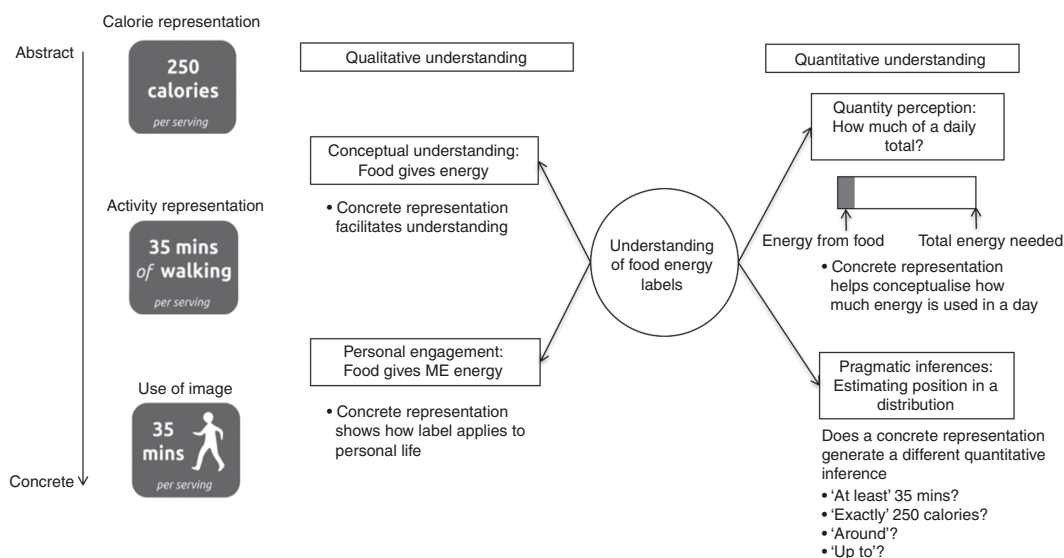 Calorie representation
Abstract
250
calories
per serving
Activity representation
35 mins
of walking
per serving
Use of image
35
mins
per serving
Concrete
Qualitative understanding
Conceptual understanding:
Food gives energy
• Concrete representation
facilitates understanding
Personal engagement:
Food gives ME energy
• Concrete representation
shows how label applies to
personal life
Understanding
of food energy
labels
Quantitative understanding
Quantity perception:
How much of a daily
total?
Energy from food
Total energy needed
• Concrete representation
helps conceptualise how
much energy is used in a day
Pragmatic inferences:
Estimating position in a
distribution
Does a concrete representation
generate a different quantitative
inference
• ‘At least’ 35 mins?
• ‘Exactly’ 250 calories?
• ‘Around’?
• ‘Up to’?